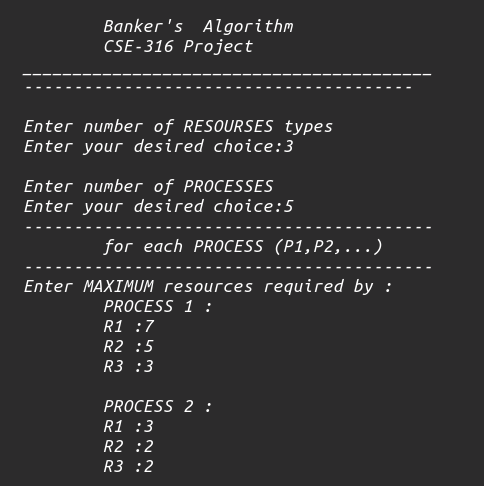 Banker's  Algorithm
CSE-316 Project
_________________________________________
---------------------------------------
Enter number of RESOURSES types
Enter your desired choice:3
Enter number of PROCESSES
Enter your desired choice:5
-----------------------------------------
for each PROCESS (P1,P2,...)
-----------------------------------------
Enter MAXIMUM resources required by :
PROCESS 1 :
R1 :7
R2 :5
R3 :3
PROCESS 2 :
R1 :3
R2 :2
R3 :2